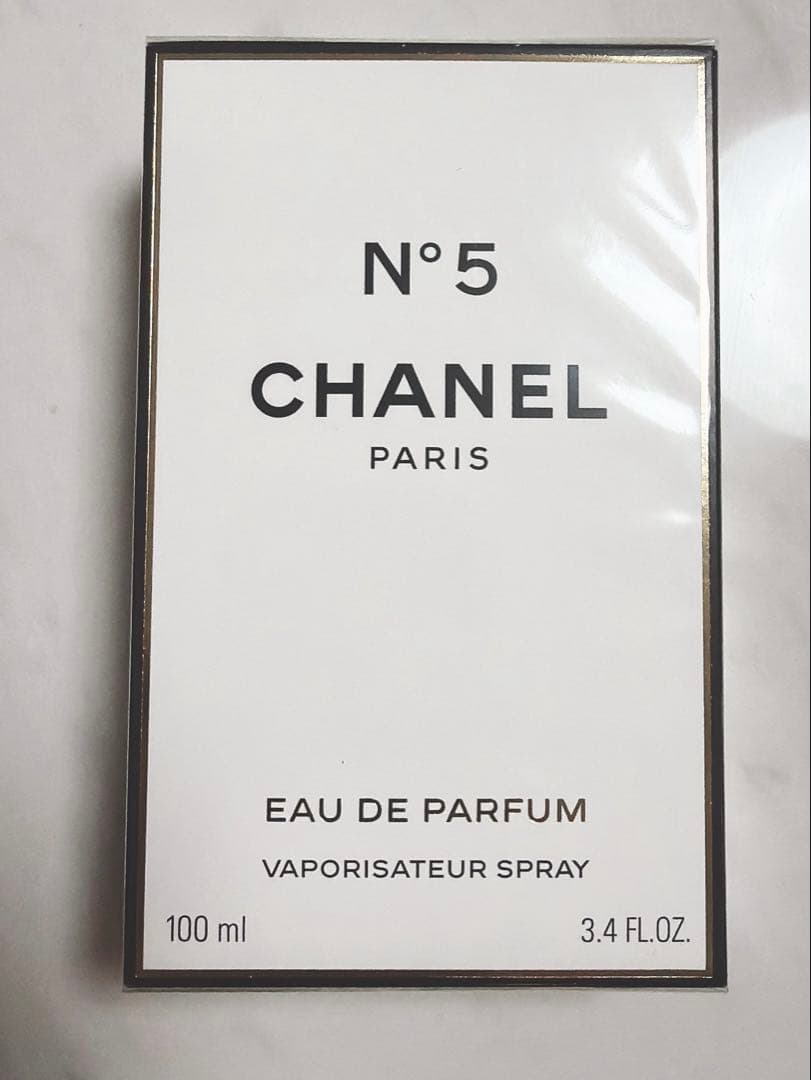 N°5
CHANEL
PARIS
EAU DE PARFUM
VAPORISATEUR SPRAY
100 ml 3.4 FL.OZ.